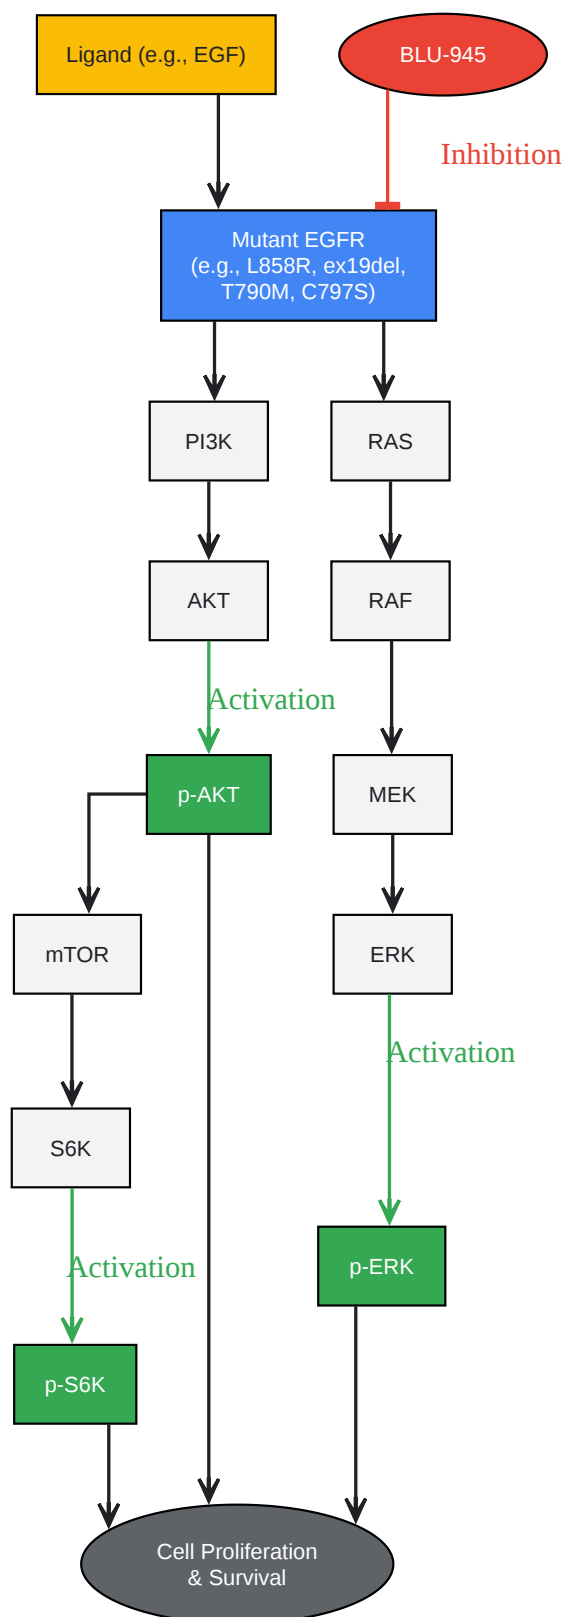 Ligand (e.g., EGF)
BLU-945
Inhibition
Mutant EGFR
(e.g., L858R, ex19del,
T790M, C797S)
PI3K
RAS
AKT
RAF
Activation
p-AKT
MEK
mTOR
ERK
Activation
S6K
p-ERK
Activation
p-S6K
Cell Proliferation
& Survival